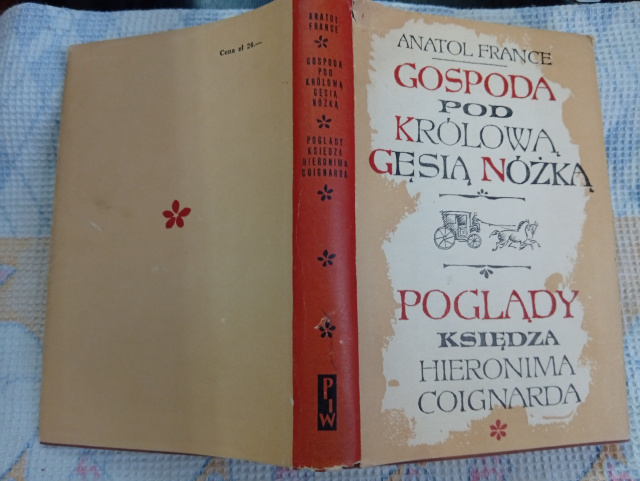 Cena zł 20.—
ANATOL
FRANCE
GOSPODA
POD
KRÓLOWĄ
GĘSIĄ
NÓŻKĄ
POGLĄDY
KSIĘDZA
HIERONIMA
COIGNARDA
PIW
ANATOL FRANCE
GOSPODA
POD
KRÓLOWĄ
GĘSIĄ NÓŻKĄ
POGLĄDY
KSIĘDZA
HIERONIMA
COIGNARDA